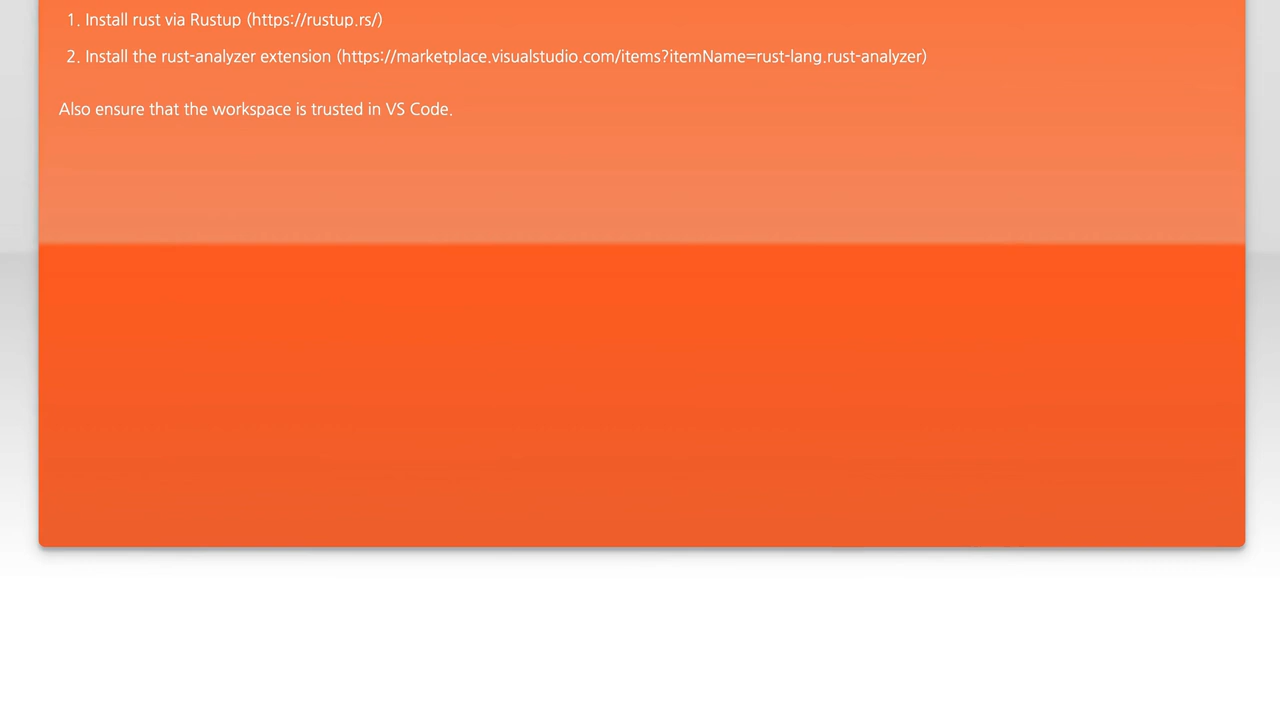 1. Install rust via Rustup (https://rustup.rs/)
2. Install the rust-analyzer extension (https://marketplace.visualstudio.com/items?itemName=rust-lang.rust-analyzer)
Also ensure that the workspace is trusted in VS Code.